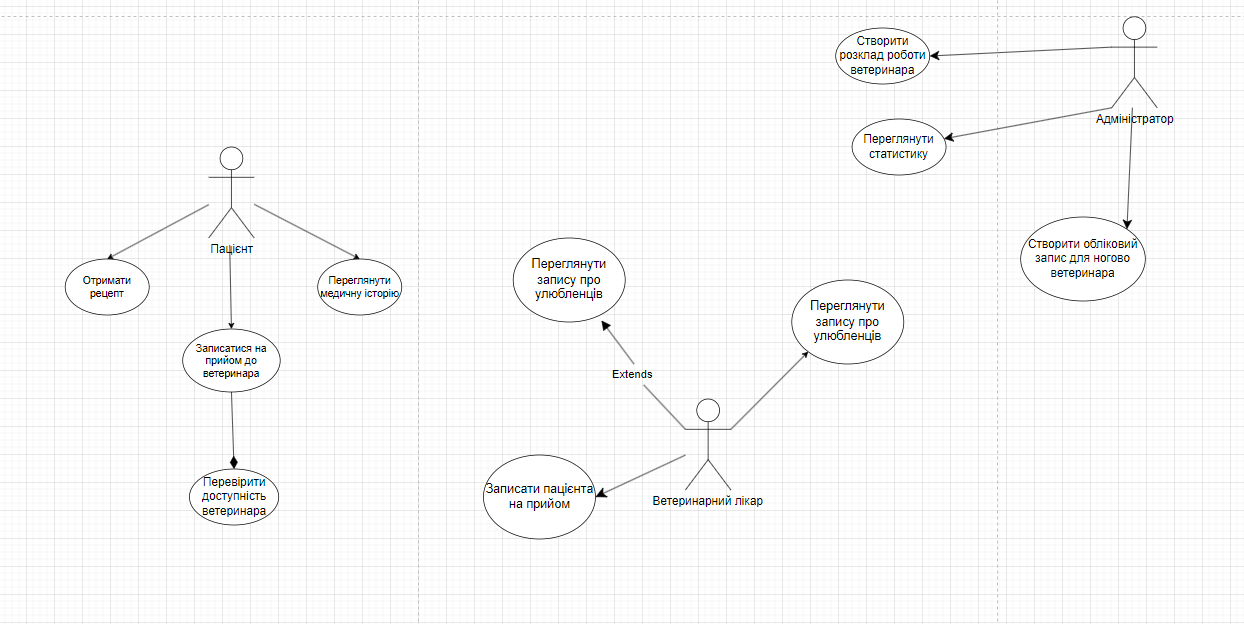 Створити
розклад роботи
ветеринара
Адміністратор
Переглянути
статистику
Створити обліковий
запис для ногово
ветеринара
Пацієнт
Отримати
рецепт
Переглянути
медичну історію
Записатися на
прийом до
ветеринара
Перевірити
доступність
ветеринара
Переглянути
запису про
улюбленців
Переглянути
запису про
улюбленців
Extends
Записати пацієнта
на прийом
Ветеринарний лікар